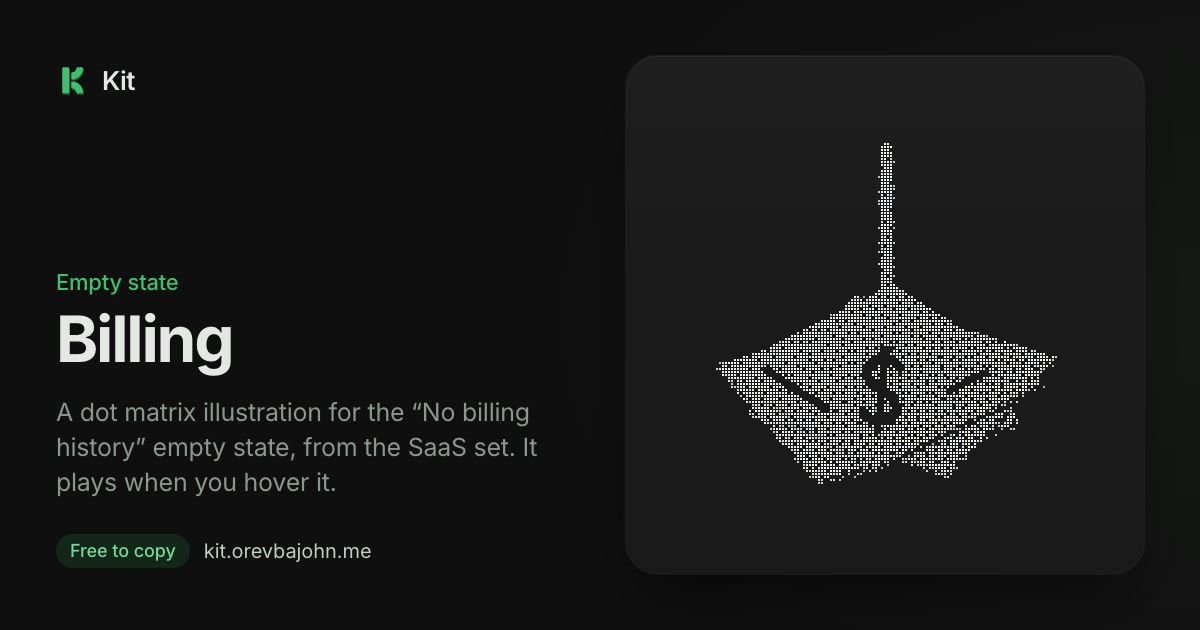 Kit
Empty state
Billing
A dot matrix illustration for the “No billing
history” empty state, from the SaaS set. It
plays when you hover it.
Free to copy
kit.orevbajohn.me
$